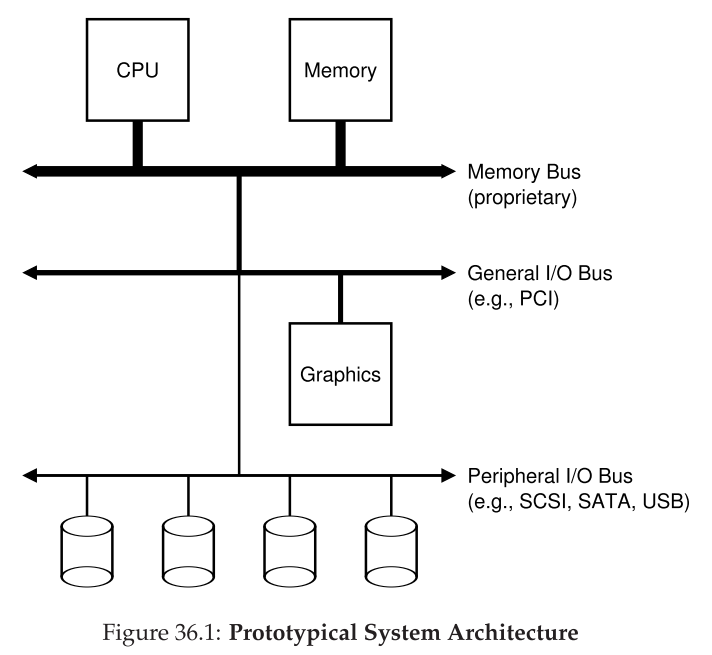 CPU
Memory
Memory Bus
(proprietary)
General I/O Bus
(e.g., PCI)
Graphics
Peripheral I/O Bus
(e.g., SCSI, SATA, USB)
Figure 36.1: Prototypical System Architecture